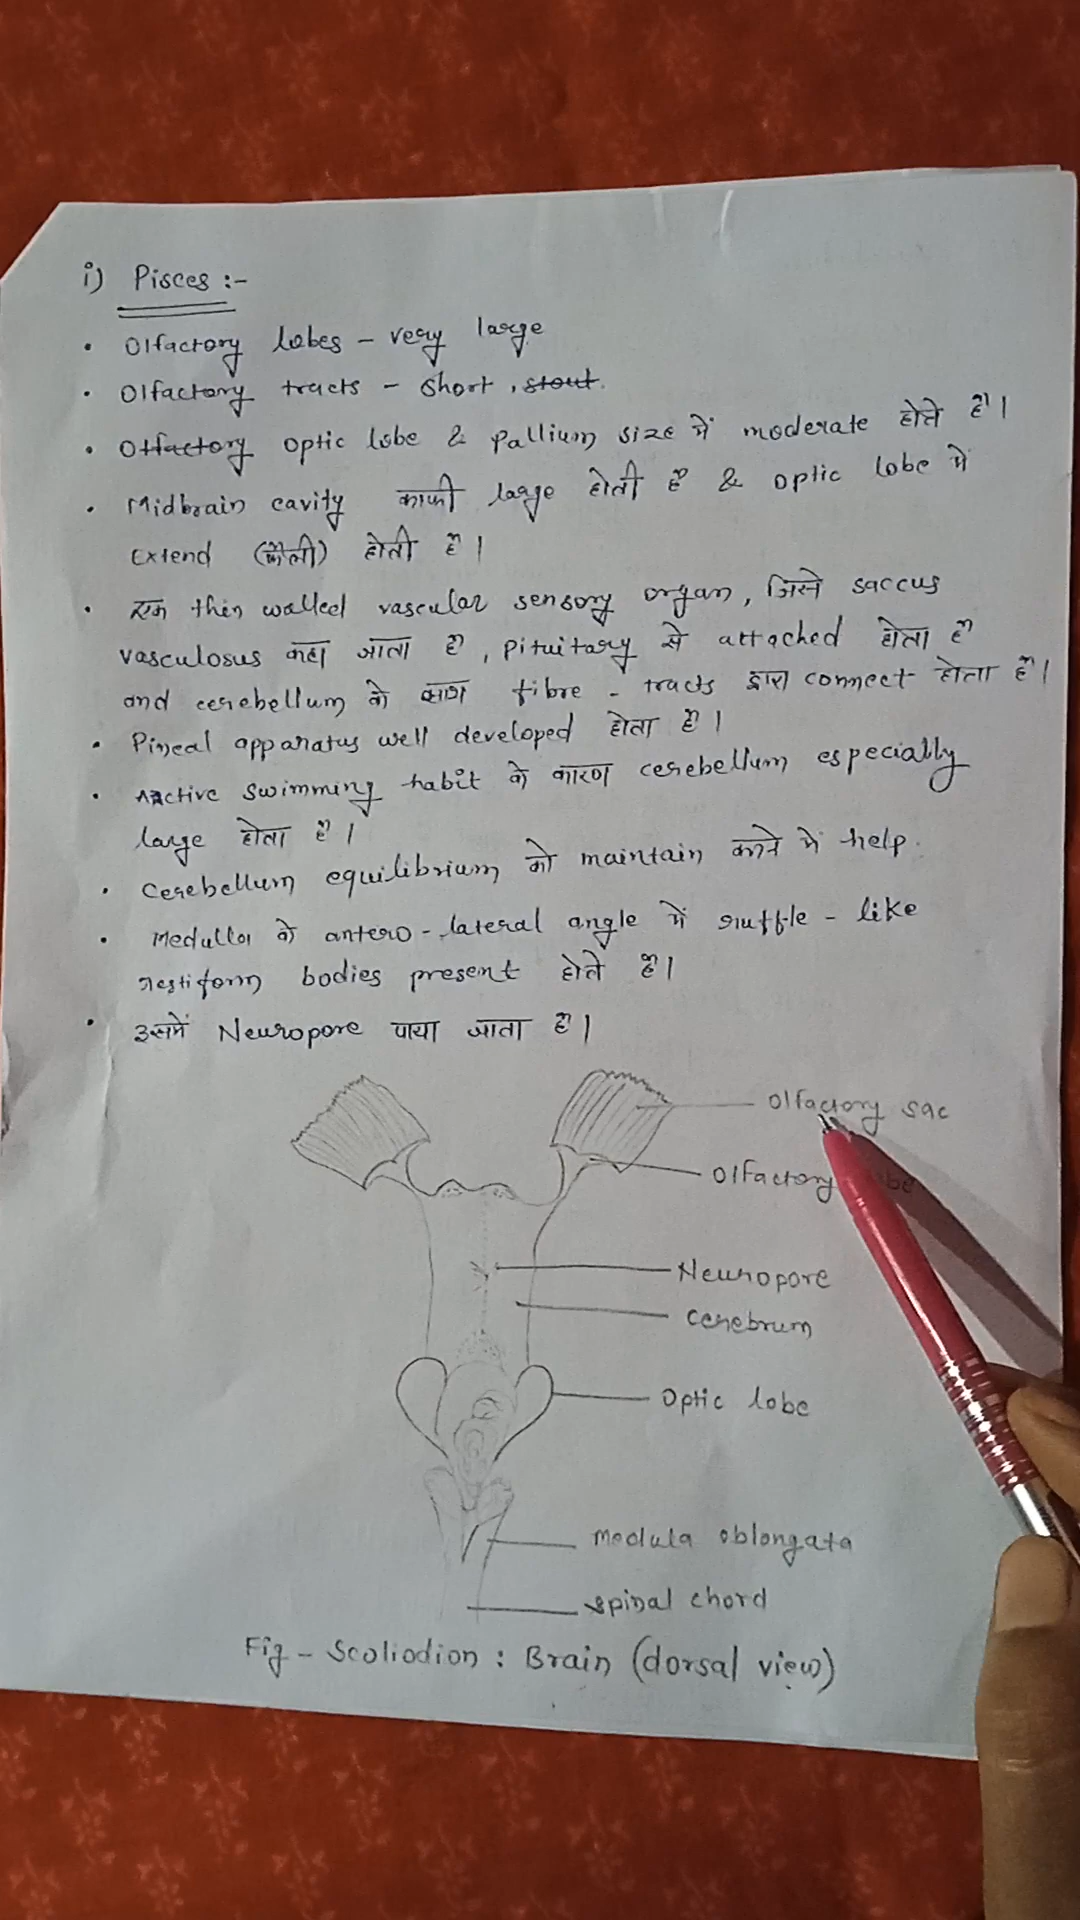 i) Pisces :-
• Olfactory lobes - very large
• Olfactory tracts - short, stout.
• Olfactory optic lobe & pallium size में moderate होते हैं।
• Midbrain cavity काफी large होती है & optic lobe में
Extend (फैली) होती है।
• एक thin walled vascular sensory organ, जिसे saccus
vasculosus कहा जाता है, pituitary से attached होता है
and cerebellum के साथ fibre - tracts द्वारा connect होता है।
• Pineal apparatus well developed होता है।
• Active swimming habit के कारण cerebellum especially
large होता है।
• Cerebellum equilibrium को maintain करने में help.
• Medulla के antero-lateral angle में ruffle-like
restiform bodies present होते हैं।
• उसमें Neuropore पाया जाता है।
Olfactory sac
Olfactory
Neuropore
cerebrum
Optic lobe
medula oblongata
spinal chord
Fig - Scoliodion : Brain (dorsal view)